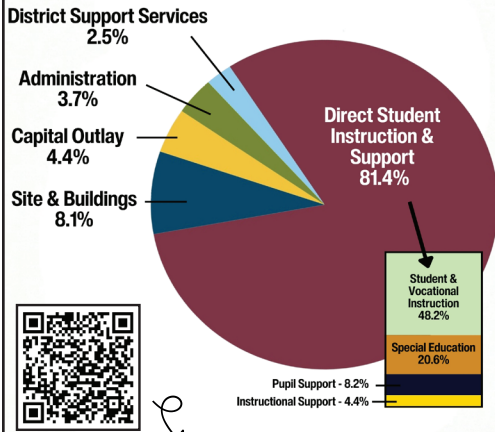 District Support Services
2.5%
Administration
3.7%
Capital Outlay
4.4%
Site & Buildings
8.1%
Direct Student
Instruction &
Support
81.4%
Student &
Vocational
Instruction
48.2%
Special Education
20.6%
Pupil Support - 8.2%
Instructional Support - 4.4%